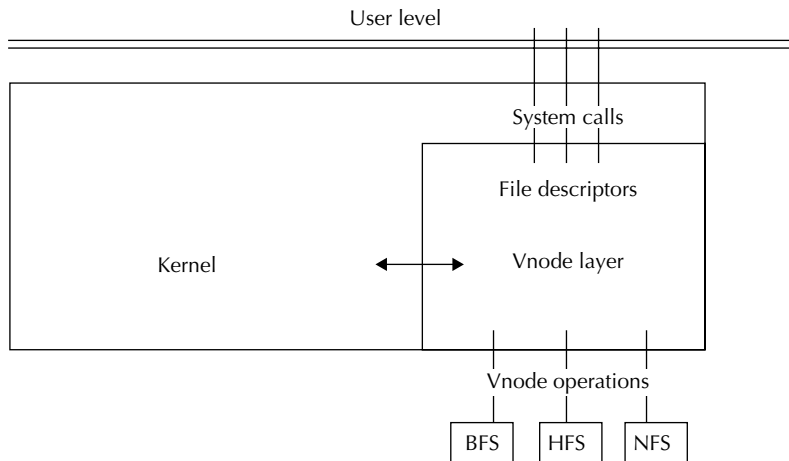 User level
System calls
File descriptors
Kernel
Vnode layer
Vnode operations
BFS
HFS
NFS